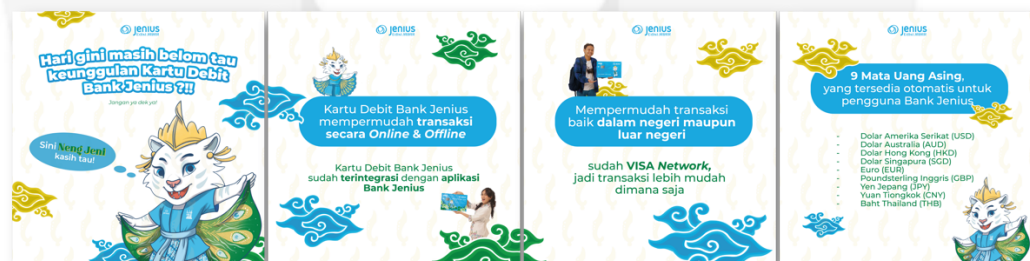 jenius
Hari gini masih belom tau
keunggulan Kartu Debit
Bank Jenius ?!!
Jangan ya dek ya!
Sini Neng Jeni
kasih tau!
jenius
Kartu Debit Bank Jenius
mempermudah transaksi
secara Online & Offline
Kartu Debit Bank Jenius
sudah terintegrasi dengan aplikasi
Bank Jenius
jenius
Mempermudah transaksi
baik dalam negeri maupun
luar negeri
sudah VISA Network,
jadi transaksi lebih mudah
dimana saja
jenius
9 Mata Uang Asing,
yang tersedia otomatis untuk
pengguna Bank Jenius
- Dolar Amerika Serikat (USD)
- Dolar Australia (AUD)
- Dolar Hong Kong (HKD)
- Dolar Singapura (SGD)
- Euro (EUR)
- Poundsterling Inggris (GBP)
- Yen Jepang (JPY)
- Yuan Tiongkok (CNY)
- Baht Thailand (THB)